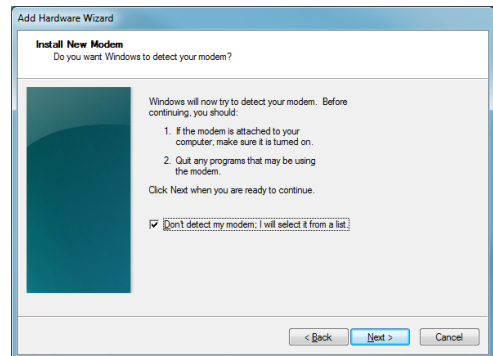 Add Hardware Wizard
Install New Modem
Do you want Windows to detect your modem?
Windows will now try to detect your modem. Before
continuing, you should:
1. If the modem is attached to your
computer, make sure it is turned on.
2. Quit any programs that may be using
the modem.
Click Next when you are ready to continue.
Don't detect my modem; I will select it from a list.
< Back Next > Cancel